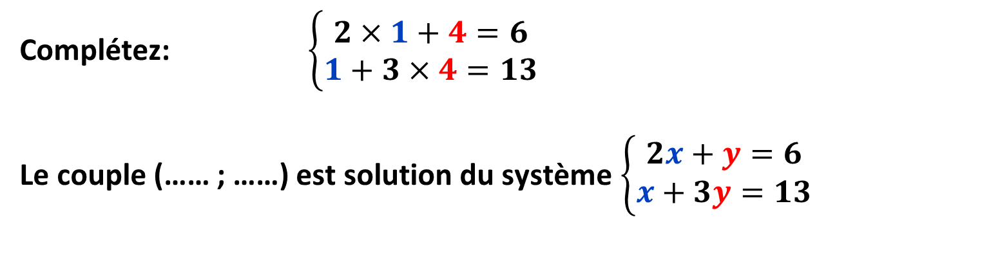 Complétez:
2 × 1 + 4 = 6
1 + 3 × 4 = 13
Le couple (...... ; ......) est solution du système
2x + y = 6
x + 3y = 13